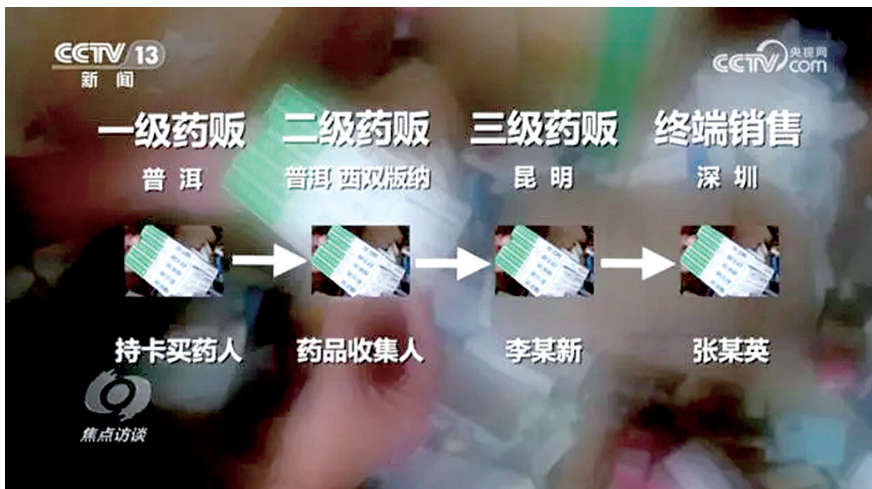 CCTV 13
新闻
央视网
CCTV com
一级药贩 二级药贩 三级药贩 终端销售
普洱 普洱 西双版纳 昆明 深圳
持卡买药人 药品收集人 李某新 张某英
焦点访谈